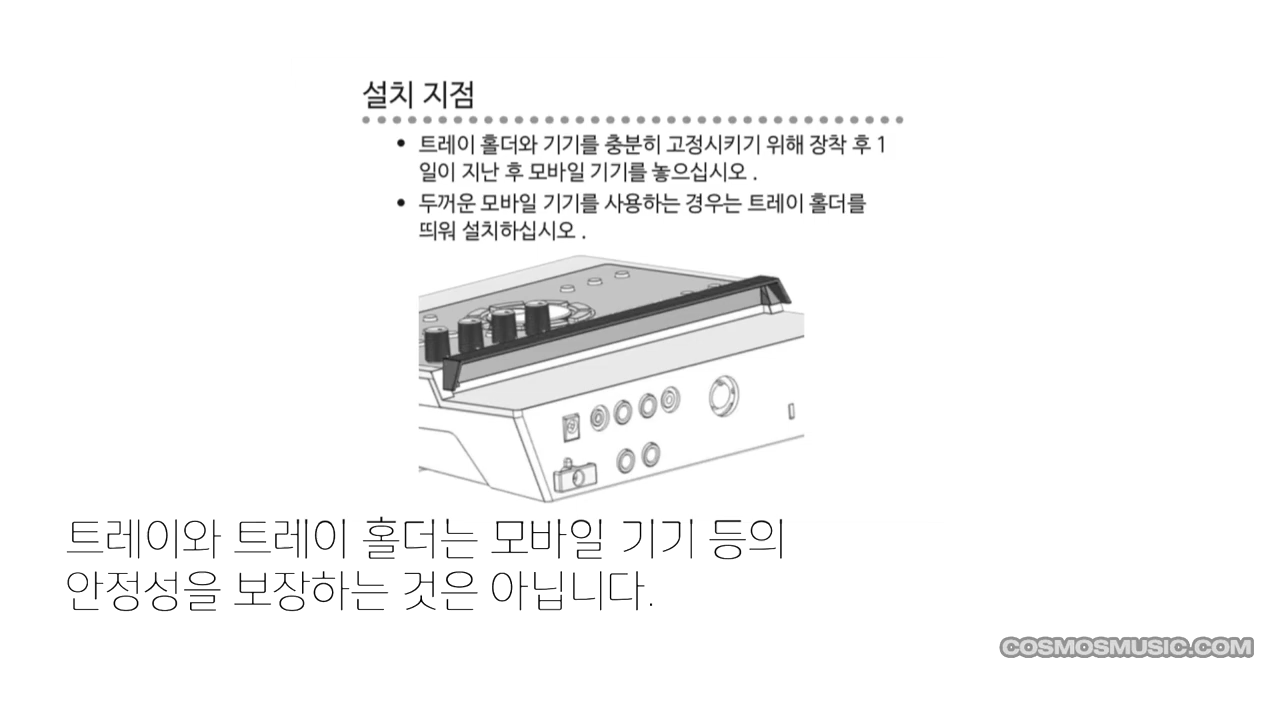 설치 지점
• 트레이 홀더와 기기를 충분히 고정시키기 위해 장착 후 1
일이 지난 후 모바일 기기를 놓으십시오 .
• 두꺼운 모바일 기기를 사용하는 경우는 트레이 홀더를
띄워 설치하십시오 .
트레이와 트레이 홀더는 모바일 기기 등의
안정성을 보장하는 것은 아닙니다.
COSMOSMUSIC.COM